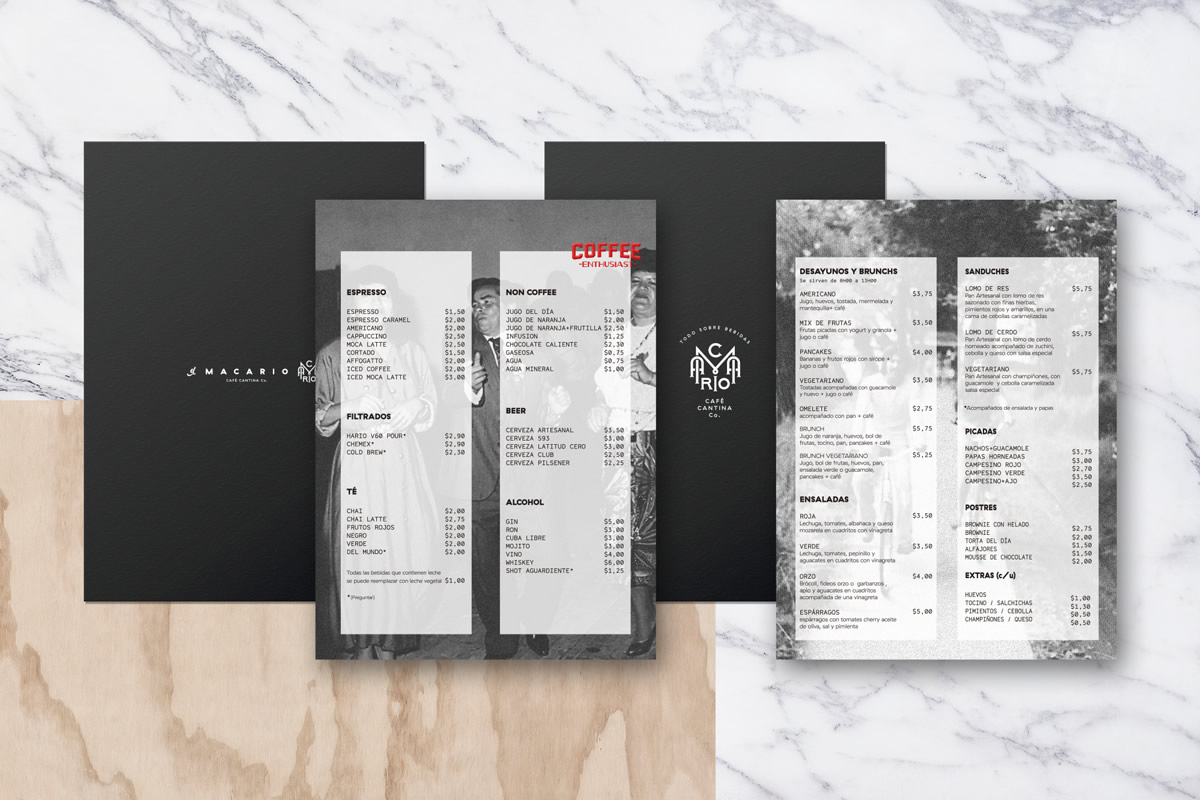 MACARIO
CAFÉ CANTINA Co.
MACARIO
COFFEE
-ENTHUSIAST-
ESPRESSO
ESPRESSO $1,50
ESPRESSO CARAMEL $2,00
AMERICANO $2,00
CAPPUCCINO $2,50
MOCA LATTE $2,50
CORTADO $1,50
AFFOGATTO $2,00
ICED COFFEE $2,00
ICED MOCA LATTE $3,00
FILTRADOS
HARIO V60 POUR* $2,90
CHEMEX* $2,90
COLD BREW* $2,30
TÉ
CHAI $2,00
CHAI LATTE $2,75
FRUTOS ROJOS $2,00
NEGRO $2,00
VERDE $2,00
DEL MUNDO* $2,00
Todas las bebidas que contienen leche
se puede reemplazar con leche vegetal $1,00
*(Preguntar)
NON COFFEE
JUGO DEL DÍA $1,50
JUGO DE NARANJA $2,00
JUGO DE NARANJA+FRUTILLA $2,50
INFUSION $1,25
CHOCOLATE CALIENTE $2,30
GASEOSA $0,75
AGUA $0,75
AGUA MINERAL $1,00
BEER
CERVEZA ARTESANAL $3,50
CERVEZA 593 $3,00
CERVEZA LATITUD CERO $3,00
CERVEZA CLUB $2,50
CERVEZA PILSENER $2,25
ALCOHOL
GIN $5,00
RON $3,00
CUBA LIBRE $3,00
MOJITO $3,00
VINO $4,00
WHISKEY $6,00
SHOT AGUARDIENTE* $1,25
TODO SOBRE BEBIDAS
MACARIO
CAFÉ
CANTINA
Co.
DESAYUNOS Y BRUNCHS
Se sirven de 8H00 a 13H00
AMERICANO $3,75
Jugo, huevos, tostada, mermelada y
mantequilla+ café
MIX DE FRUTAS $3,50
Frutas picadas con yogurt y granola +
jugo o café
PANCAKES $4,00
Bananas y frutos rojos con sirope +
jugo o café
VEGETARIANO $3,50
Tostadas acompañadas con guacamole
y huevo + jugo o café
OMELETE $2,75
acompañado con pan + café
BRUNCH $5,75
Jugo de naranja, huevos, bol de
frutas, tocino, pan, pancakes + café
BRUNCH VEGETARIANO $5,25
Jugo, bol de frutas, huevos, pan,
ensalada verde o guacamole,
pancakes + café
ENSALADAS
ROJA $3,50
Lechuga, tomates, albahaca y queso
mozarela en cuadritos con vinagreta
VERDE $3,50
Lechuga, tomates, pepinillo y
aguacates en cuadritos con vinagreta
ORZO $4,00
Brócoli, fideos orzo o garbanzos,
apio y aguacates en cuadritos
acompañada de una vinagreta
ESPÁRRAGOS $5,00
espárragos con tomates cherry aceite
de oliva, sal y pimienta
SANDUCHES
LOMO DE RES $5,75
Pan Artesanal con lomo de res
sazonado con finas hierbas,
pimientos rojos y amarillos, en una
cama de cebollas caramelizadas
LOMO DE CERDO $5,75
Pan Artesanal con lomo de cerdo
horneado acompañado de zuchini,
cebolla y queso con salsa especial
VEGETARIANO $5,75
Pan Artesanal con champiñones, con
guacamole y cebolla caramelizada
salsa especial
*Acompañados de ensalada y papas
PICADAS
NACHOS+GUACAMOLE $3,75
PAPAS HORNEADAS $3,00
CAMPESINO ROJO $2,70
CAMPESINO VERDE $3,50
CAMPESINO+AJO $2,50
POSTRES
BROWNIE CON HELADO $2,75
BROWNIE $2,00
TORTA DEL DÍA $1,50
ALFAJORES $1,50
MOUSSE DE CHOCOLATE $2,00
EXTRAS (c/u)
HUEVOS $1,00
TOCINO / SALCHICHAS $1,30
PIMIENTOS / CEBOLLA $0,50
CHAMPIÑONES / QUESO $0,50